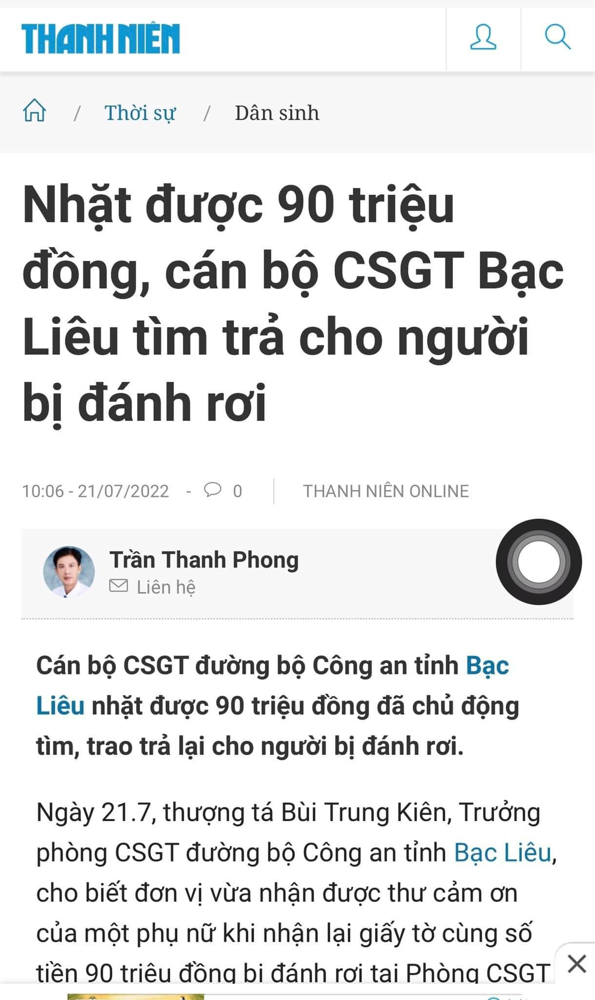 THANH NIÊN
/ Thời sự / Dân sinh
Nhặt được 90 triệu
đồng, cán bộ CSGT Bạc
Liêu tìm trả cho người
bị đánh rơi
10:06 - 21/07/2022 - 0 THANH NIÊN ONLINE
Trần Thanh Phong
Liên hệ
Cán bộ CSGT đường bộ Công an tỉnh Bạc
Liêu nhặt được 90 triệu đồng đã chủ động
tìm, trao trả lại cho người bị đánh rơi.
Ngày 21.7, thượng tá Bùi Trung Kiên, Trưởng
phòng CSGT đường bộ Công an tỉnh Bạc Liêu,
cho biết đơn vị vừa nhận được thư cảm ơn
của một phụ nữ khi nhận lại giấy tờ cùng số
tiền 90 triệu đồng bị đánh rơi tại Phòng CSGT